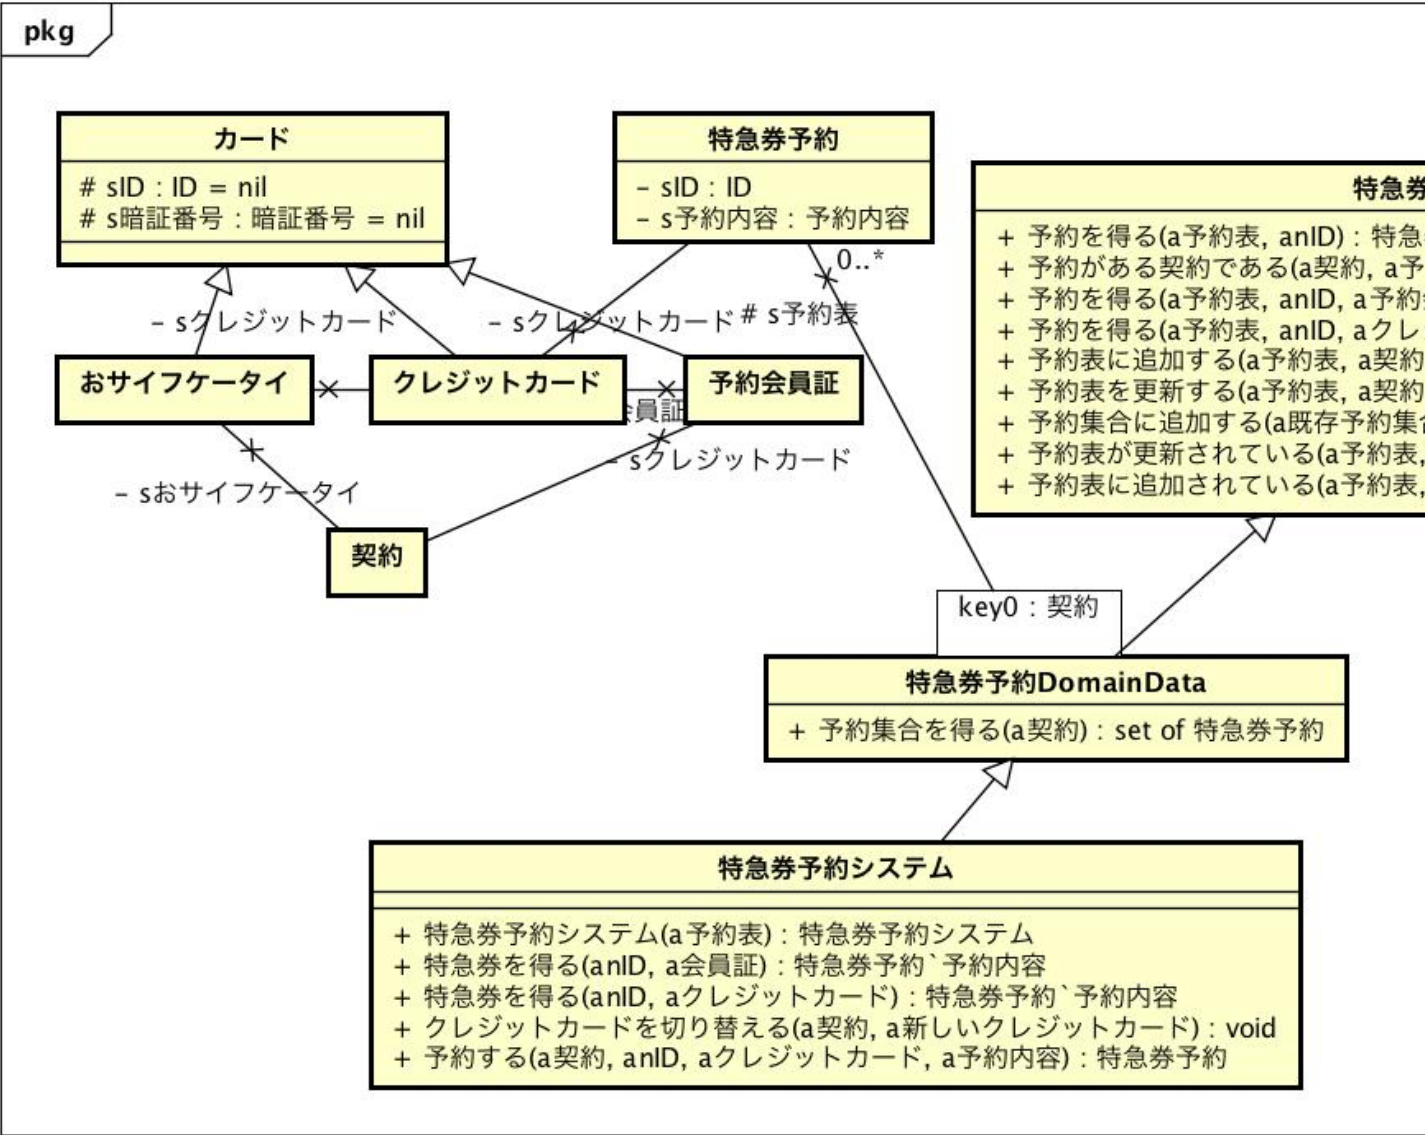 pkg
カード
# sID : ID = nil
# s暗証番号 : 暗証番号 = nil
特急券予約
– sID : ID
– s予約内容 : 予約内容
特急券
+ 予約を得る(a予約表, anID) : 特急
+ 予約がある契約である(a契約, a予
+ 予約を得る(a予約表, anID, a予約
+ 予約を得る(a予約表, anID, aクレ
+ 予約表に追加する(a予約表, a契約
+ 予約表を更新する(a予約表, a契約
+ 予約集合に追加する(a既存予約集
+ 予約表が更新されている(a予約表,
+ 予約表に追加されている(a予約表,
0..*
– sクレジットカード
– sクレジットカード
# s予約表
おサイフケータイ
クレジットカード
予約会員証
会員証
– sクレジットカード
– sおサイフケータイ
契約
key0 : 契約
特急券予約DomainData
+ 予約集合を得る(a契約) : set of 特急券予約
特急券予約システム
+ 特急券予約システム(a予約表) : 特急券予約システム
+ 特急券を得る(anID, a会員証) : 特急券予約`予約内容
+ 特急券を得る(anID, aクレジットカード) : 特急券予約`予約内容
+ クレジットカードを切り替える(a契約, a新しいクレジットカード) : void
+ 予約する(a契約, anID, aクレジットカード, a予約内容) : 特急券予約